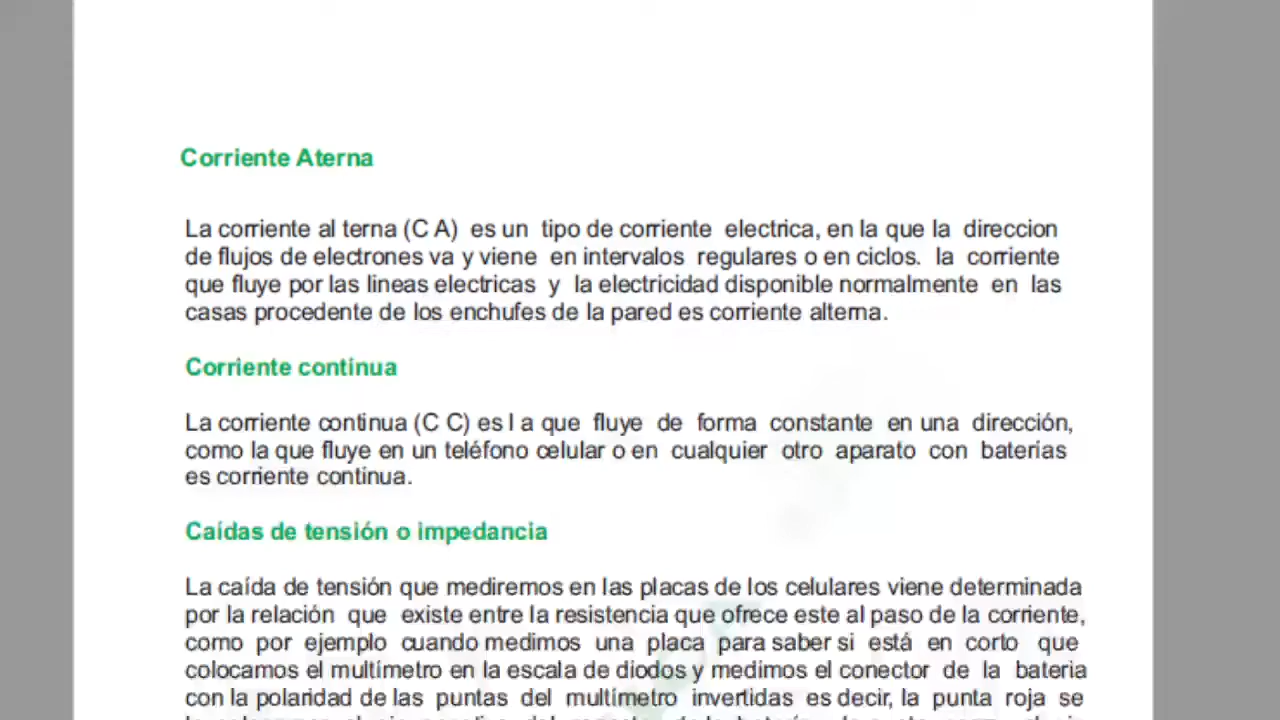 Corriente Aterna
La corriente al terna (C A) es un tipo de corriente electrica, en la que la direccion
de flujos de electrones va y viene en intervalos regulares o en ciclos. la corriente
que fluye por las lineas electricas y la electricidad disponible normalmente en las
casas procedente de los enchufes de la pared es corriente alterna.
Corriente contínua
La corriente continua (C C) es l a que fluye de forma constante en una dirección,
como la que fluye en un teléfono celular o en cualquier otro aparato con baterías
es corriente contínua.
Caídas de tensión o impedancia
La caída de tensión que mediremos en las placas de los celulares viene determinada
por la relación que existe entre la resistencia que ofrece este al paso de la corriente,
como por ejemplo cuando medimos una placa para saber si está en corto que
colocamos el multímetro en la escala de diodos y medimos el conector de la bateria
con la polaridad de las puntas del multímetro invertidas es decir, la punta roja se